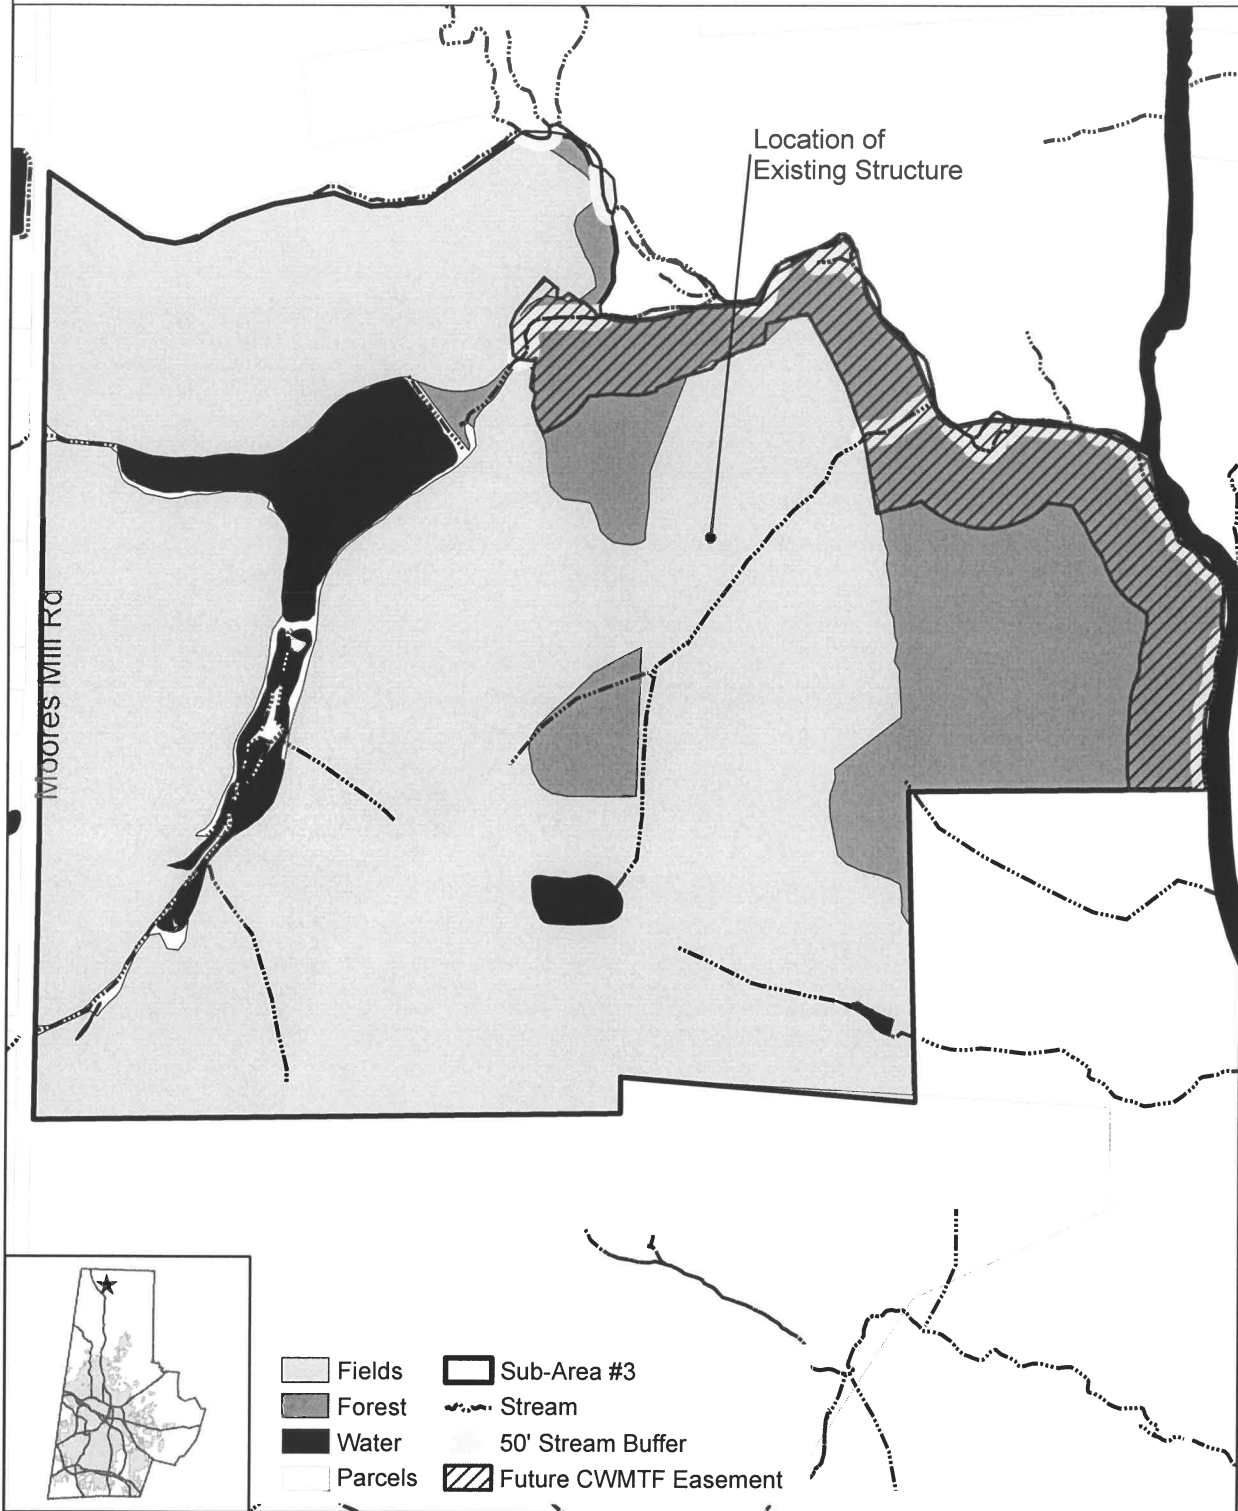 Location of
Existing Structure
Moores Mill Rd
Fields
Forest
Water
Parcels
Sub-Area #3
Stream
50' Stream Buffer
Future CWMTF Easement